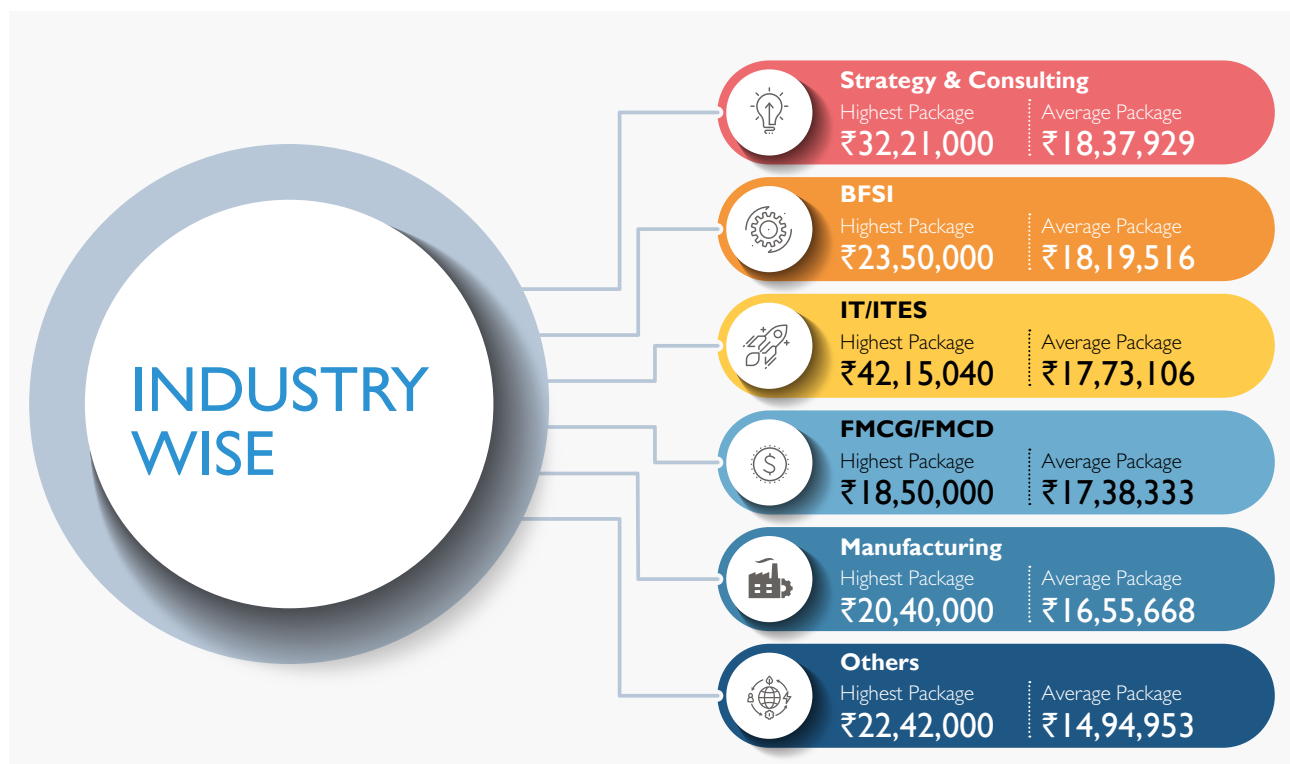 INDUSTRY
WISE
Strategy & Consulting
Highest Package
Average Package
₹32,21,000
₹18,37,929
BFSI
Highest Package
Average Package
₹23,50,000
₹18,19,516
IT/ITES
Highest Package
Average Package
₹42,15,040
₹17,73,106
FMCG/FMCD
Highest Package
Average Package
₹18,50,000
₹17,38,333
Manufacturing
Highest Package
Average Package
₹20,40,000
₹16,55,668
Others
Highest Package
Average Package
₹22,42,000
₹14,94,953